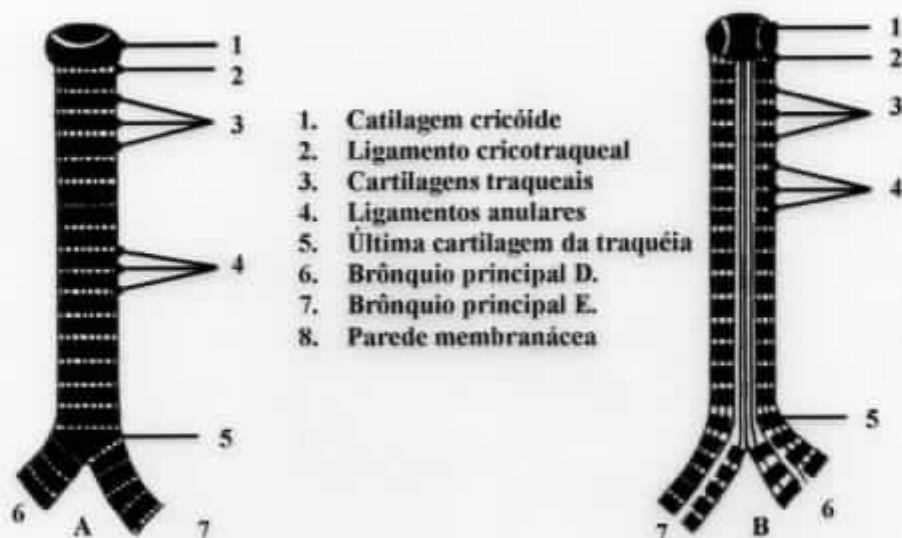 1
2
3
4
5
6
A
7
1. Catilagem cricóide
2. Ligamento cricotraqueal
3. Cartilagens traqueais
4. Ligamentos anulares
5. Última cartilagem da traquéia
6. Brônquio principal D.
7. Brônquio principal E.
8. Parede membranácea
1
2
3
4
5
6
7
B